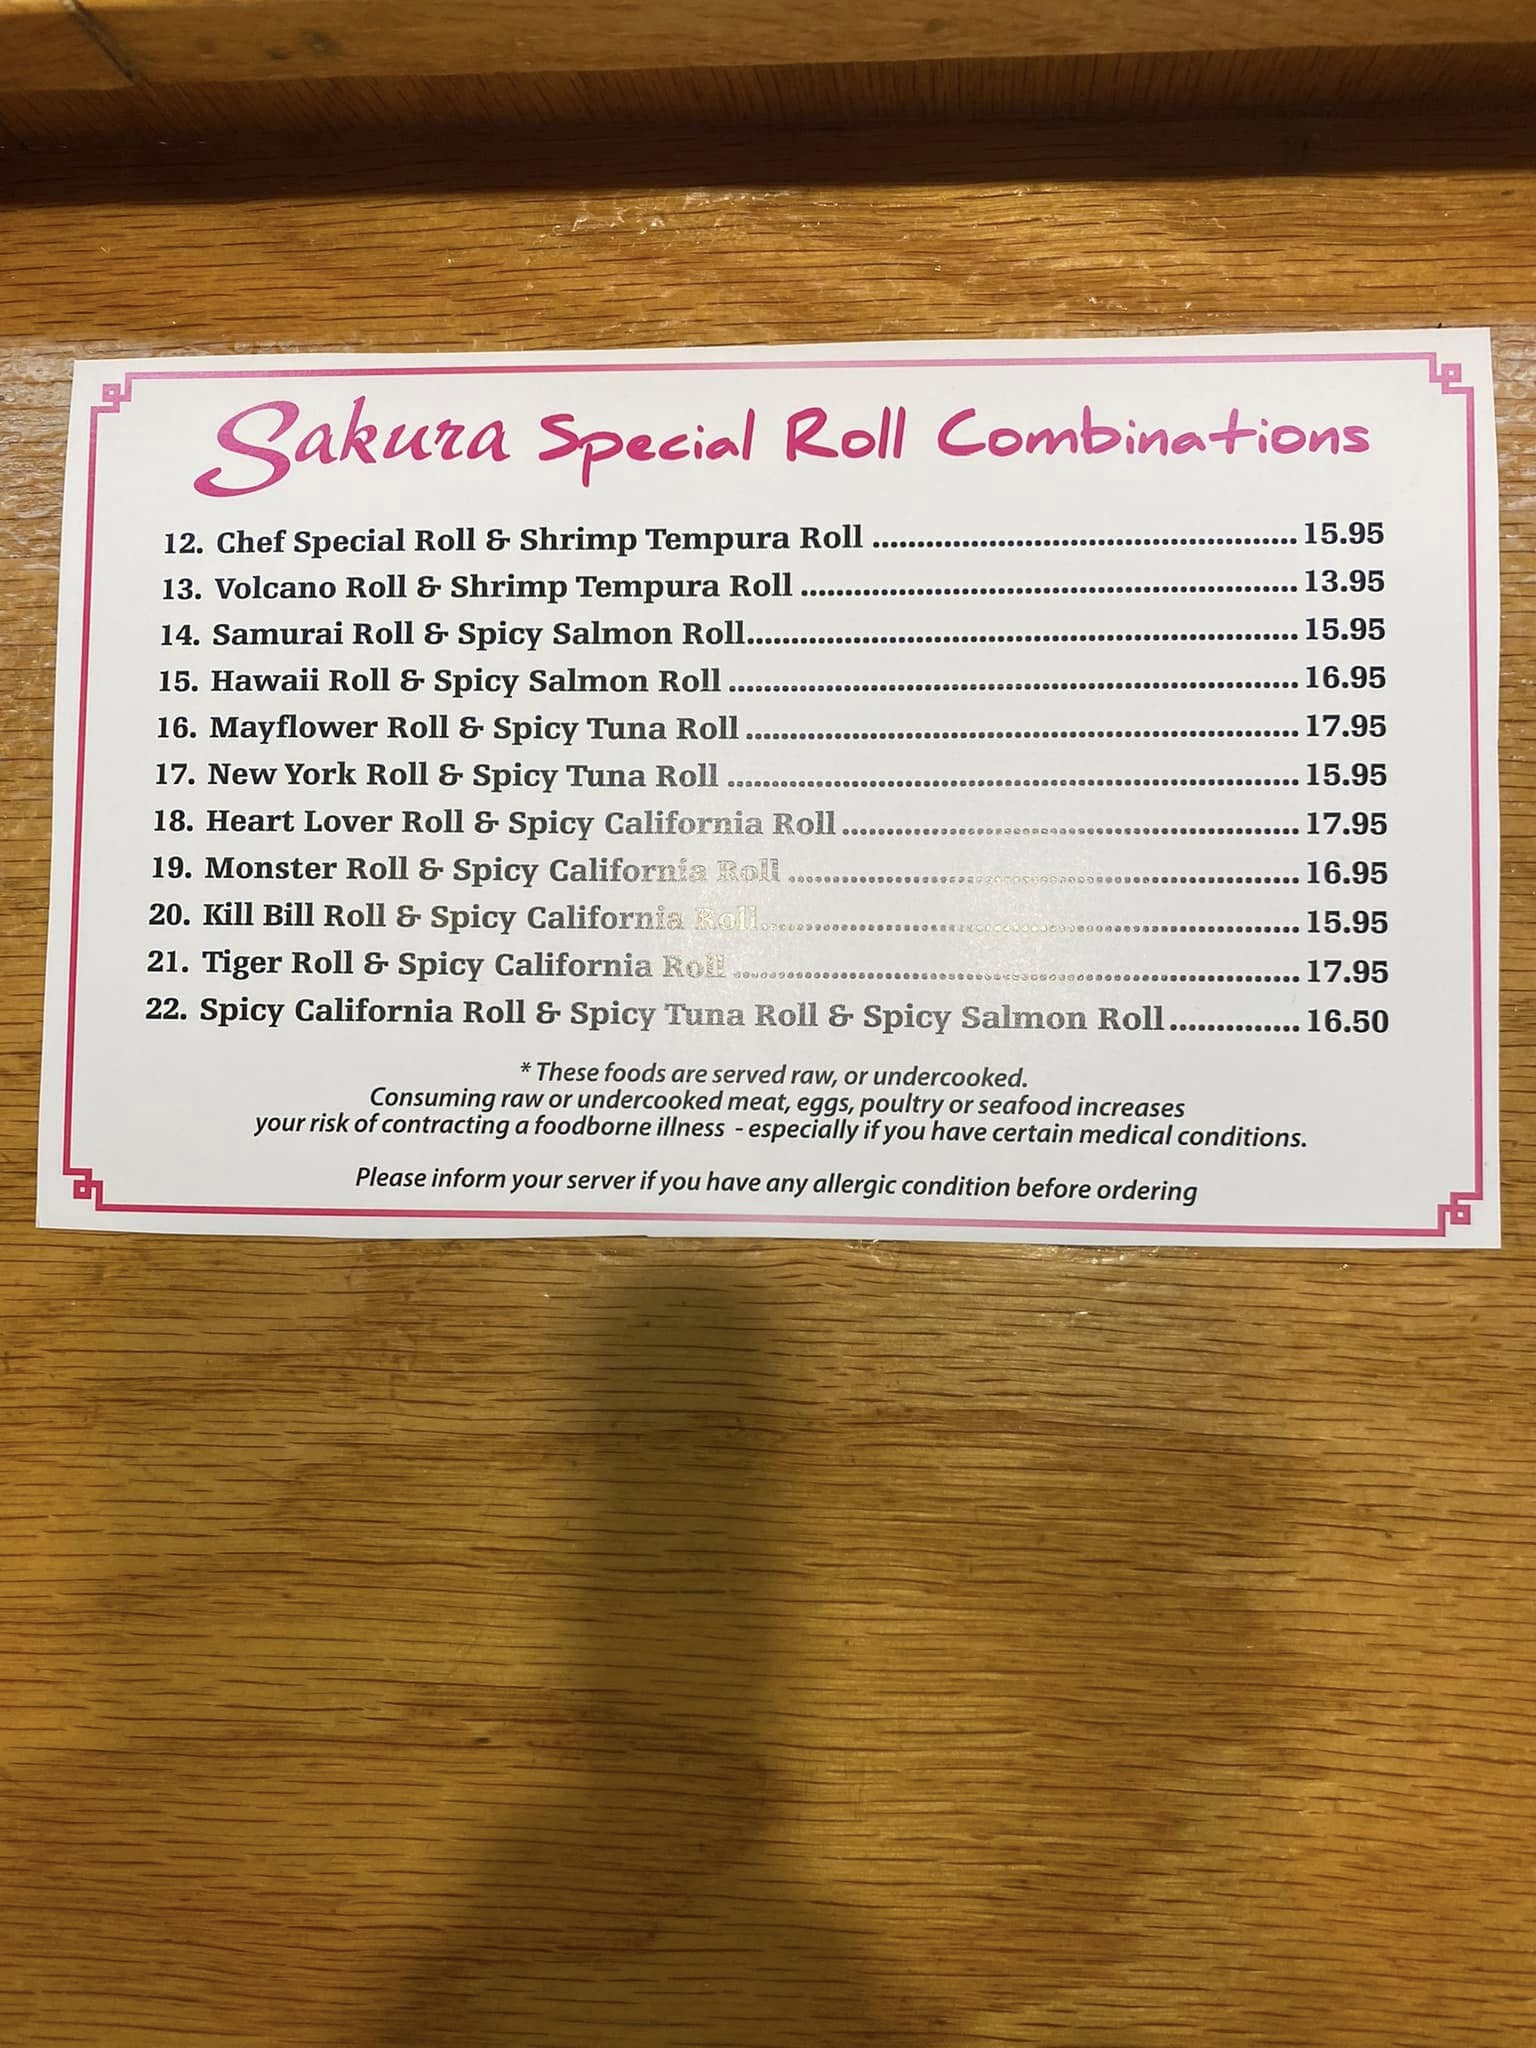 Sakura Special Roll Combinations
12. Chef Special Roll & Shrimp Tempura Roll ................................................ 15.95
13. Volcano Roll & Shrimp Tempura Roll ........................................................ 13.95
14. Samurai Roll & Spicy Salmon Roll.............................................................. 15.95
15. Hawaii Roll & Spicy Salmon Roll ................................................................ 16.95
16. Mayflower Roll & Spicy Tuna Roll .............................................................. 17.95
17. New York Roll & Spicy Tuna Roll ................................................................ 15.95
18. Heart Lover Roll & Spicy California Roll ................................................... 17.95
19. Monster Roll & Spicy California Roll ......................................................... 16.95
20. Kill Bill Roll & Spicy California Roll............................................................ 15.95
21. Tiger Roll & Spicy California Roll ............................................................... 17.95
22. Spicy California Roll & Spicy Tuna Roll & Spicy Salmon Roll............... 16.50
* These foods are served raw, or undercooked.
Consuming raw or undercooked meat, eggs, poultry or seafood increases
your risk of contracting a foodborne illness - especially if you have certain medical conditions.
Please inform your server if you have any allergic condition before ordering